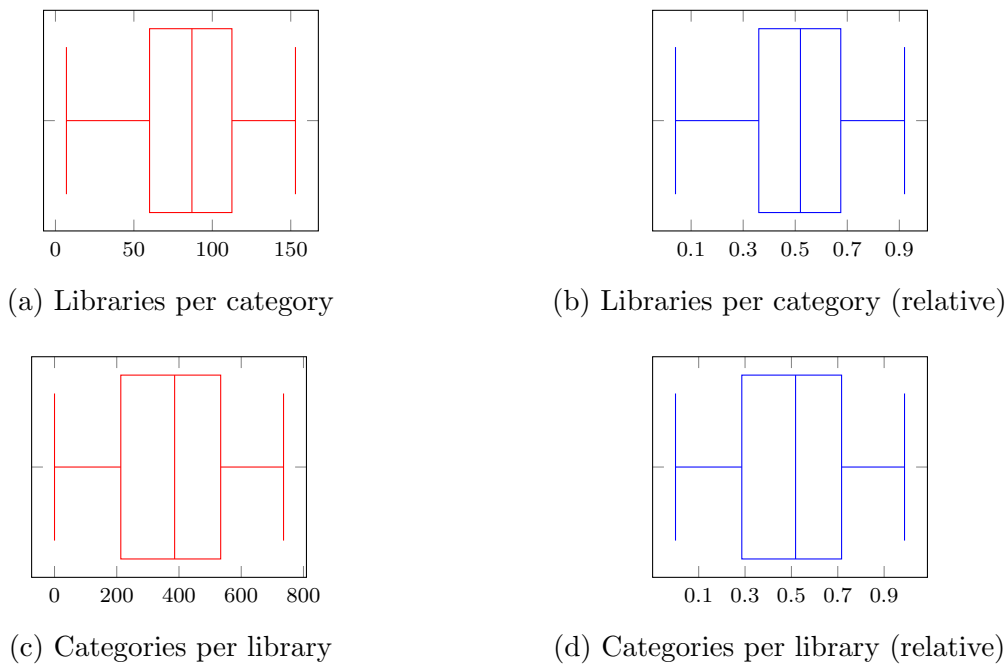 0 50 100 150
(a) Libraries per category
0.1 0.3 0.5 0.7 0.9
(b) Libraries per category (relative)
0 200 400 600 800
(c) Categories per library
0.1 0.3 0.5 0.7 0.9
(d) Categories per library (relative)